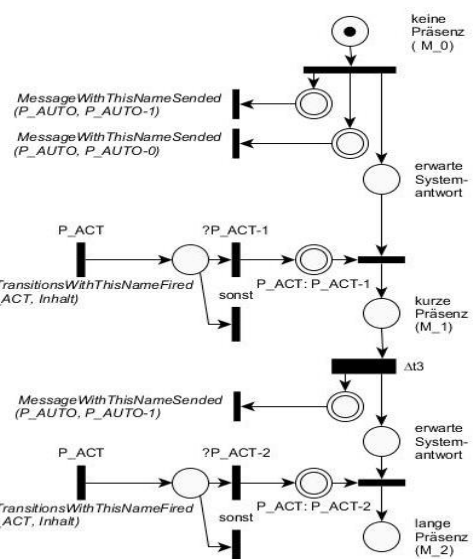 keine
Präsenz
( M_0)
MessageWithThisNameSended
(P_AUTO, P_AUTO-1)
MessageWithThisNameSended
(P_AUTO, P_AUTO-0)
erwarte
System-
antwort
P_ACT
?P_ACT-1
TransitionsWithThisNameFired
_ACT, Inhalt)
P_ACT: P_ACT-1
sonst
kurze
Präsenz
(M_1)
Δt3
MessageWithThisNameSended
(P_AUTO, P_AUTO-1)
erwarte
System-
antwort
P_ACT
?P_ACT-2
TransitionsWithThisNameFired
_ACT, Inhalt)
P_ACT: P_ACT-2
sonst
lange
Präsenz
(M_2)